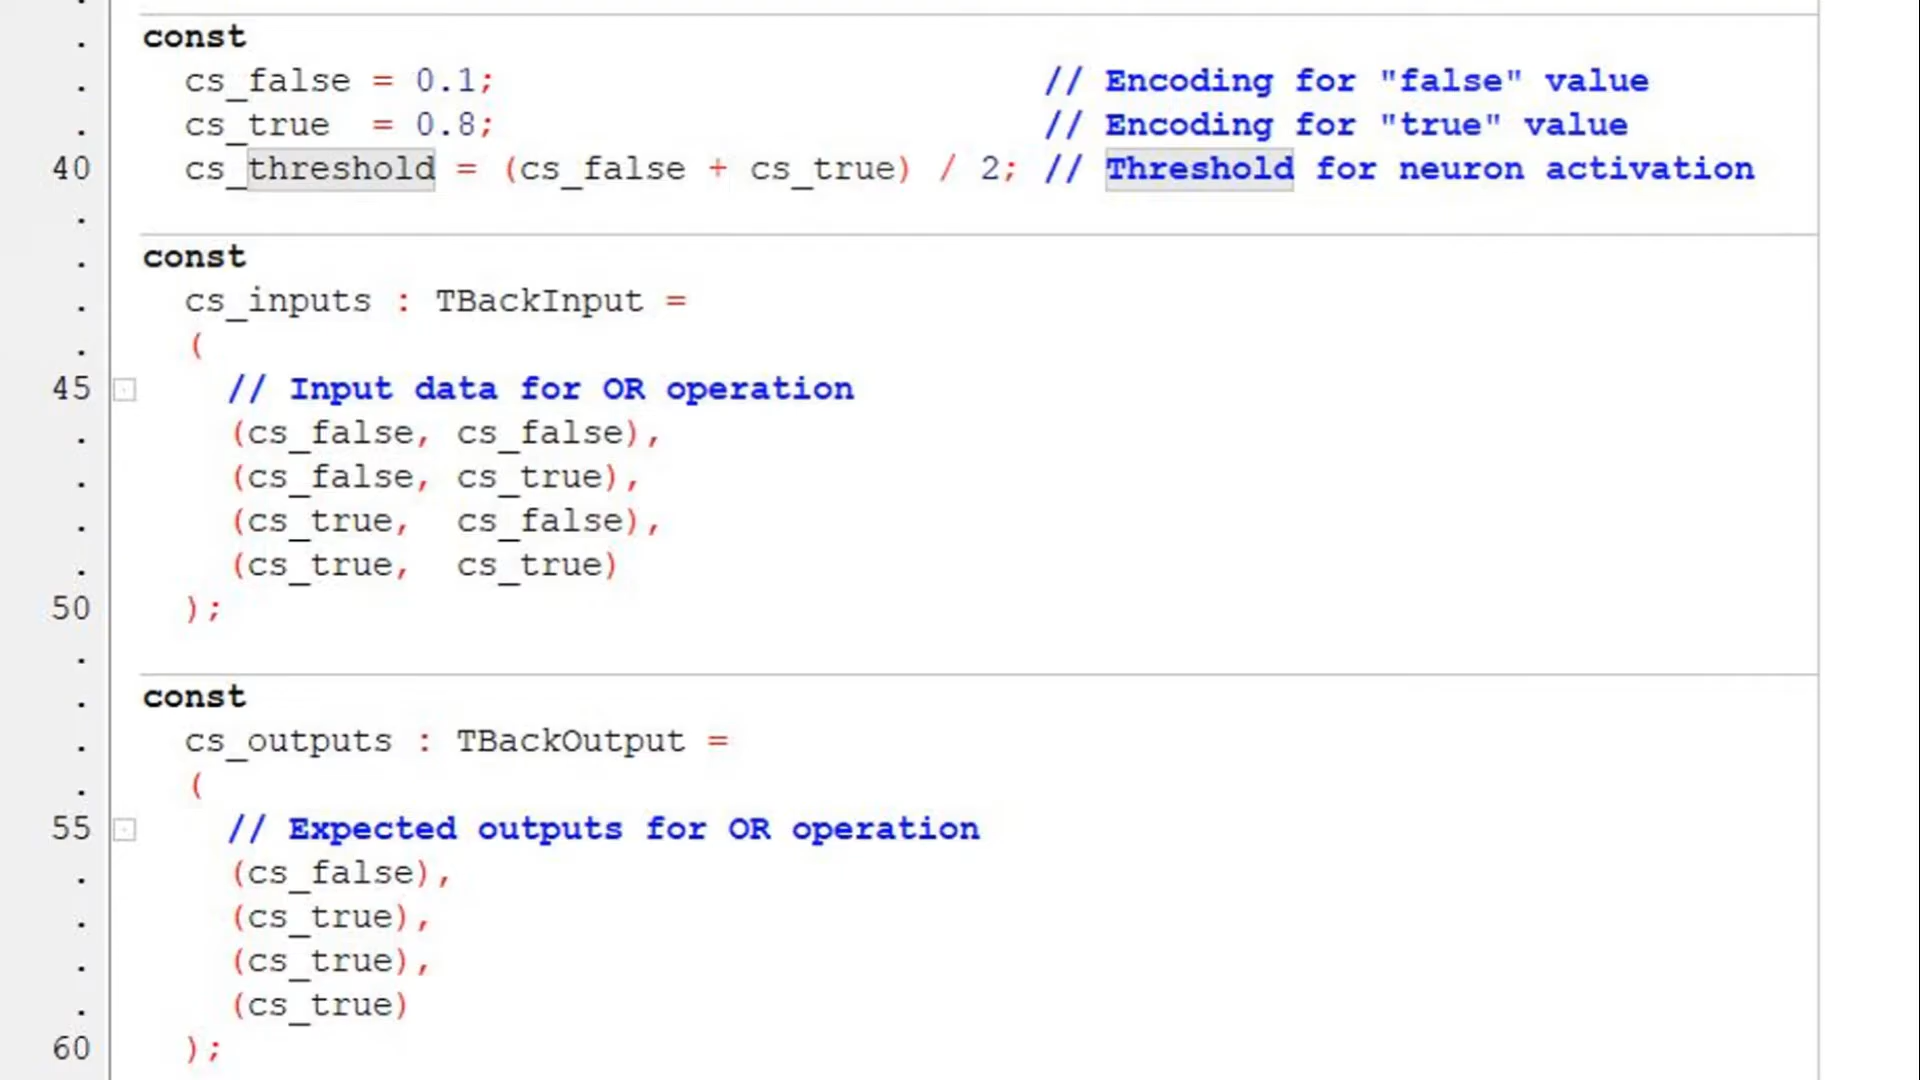 const
cs_false = 0.1; // Encoding for "false" value
cs_true = 0.8; // Encoding for "true" value
40 cs_threshold = (cs_false + cs_true) / 2; // Threshold for neuron activation
const
cs_inputs : TBackInput =
(
45 // Input data for OR operation
(cs_false, cs_false),
(cs_false, cs_true),
(cs_true, cs_false),
(cs_true, cs_true)
50 );
const
cs_outputs : TBackOutput =
(
55 // Expected outputs for OR operation
(cs_false),
(cs_true),
(cs_true),
(cs_true)
60 );